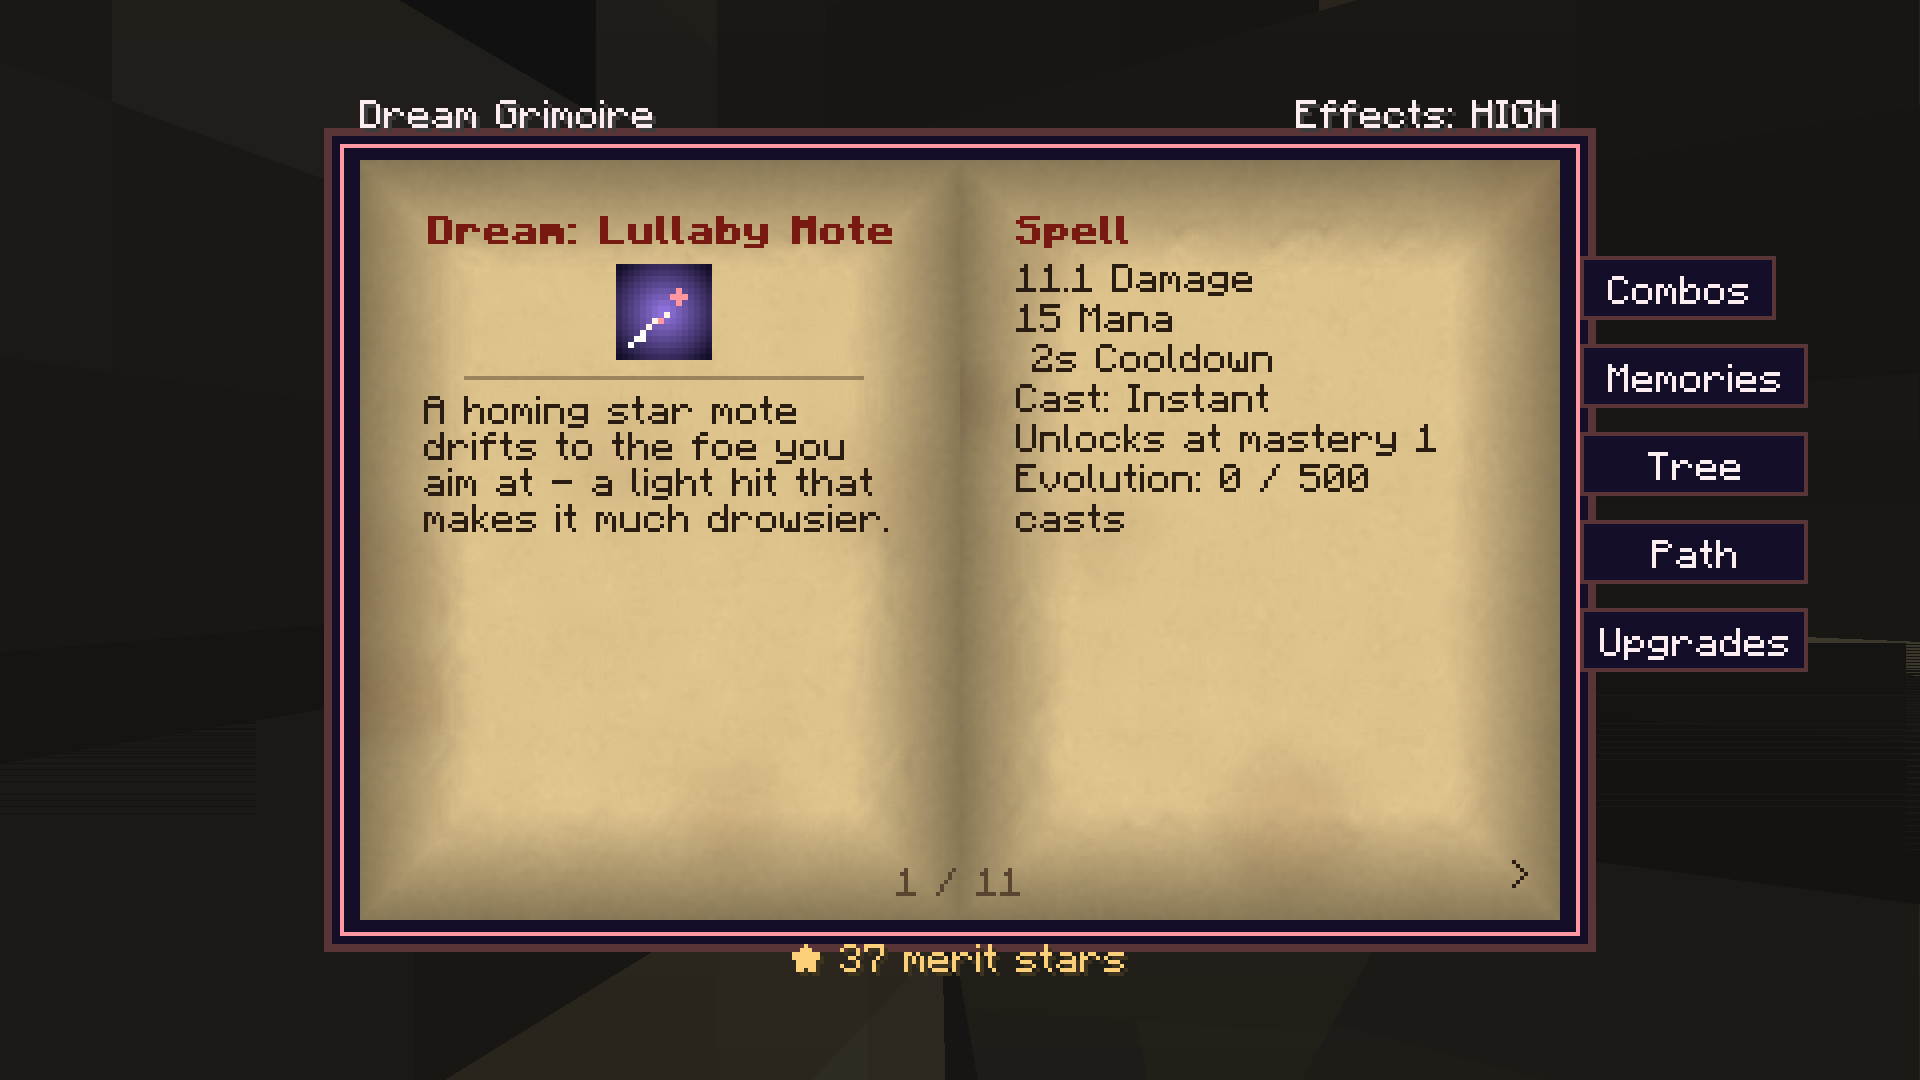 Dream Grimoire
Effects: HIGH
Dream: Lullaby Mote
A homing star mote
drifts to the foe you
aim at – a light hit that
makes it much drowsier.
Spell
11.1 Damage
15 Mana
2s Cooldown
Cast: Instant
Unlocks at mastery 1
Evolution: 0 / 500
casts
Combos
Memories
Tree
Path
Upgrades
1 / 11
>
37 merit stars